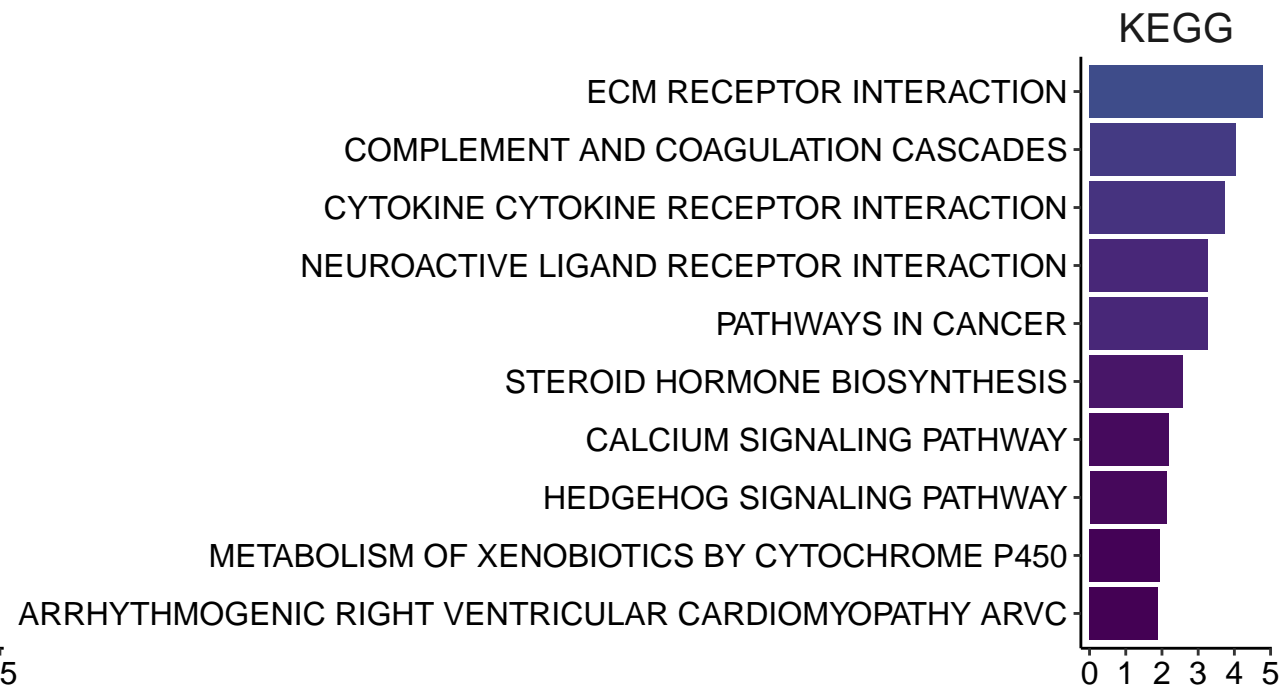 KEGG
ECM RECEPTOR INTERACTION
COMPLEMENT AND COAGULATION CASCADES
CYTOKINE CYTOKINE RECEPTOR INTERACTION
NEUROACTIVE LIGAND RECEPTOR INTERACTION
PATHWAYS IN CANCER
STEROID HORMONE BIOSYNTHESIS
CALCIUM SIGNALING PATHWAY
HEDGEHOG SIGNALING PATHWAY
METABOLISM OF XENOBIOTICS BY CYTOCHROME P450
ARRHYTHMOGENIC RIGHT VENTRICULAR CARDIOMYOPATHY ARVC
5 0 1 2 3 4 5